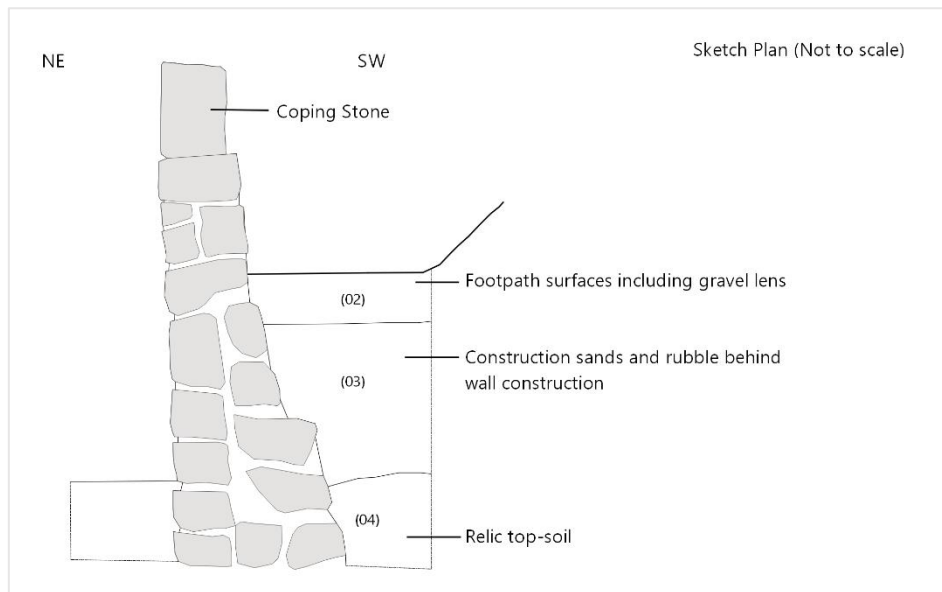 NE
SW
Sketch Plan (Not to scale)
Coping Stone
Footpath surfaces including gravel lens
(02)
Construction sands and rubble behind
wall construction
(03)
(04)
Relic top-soil